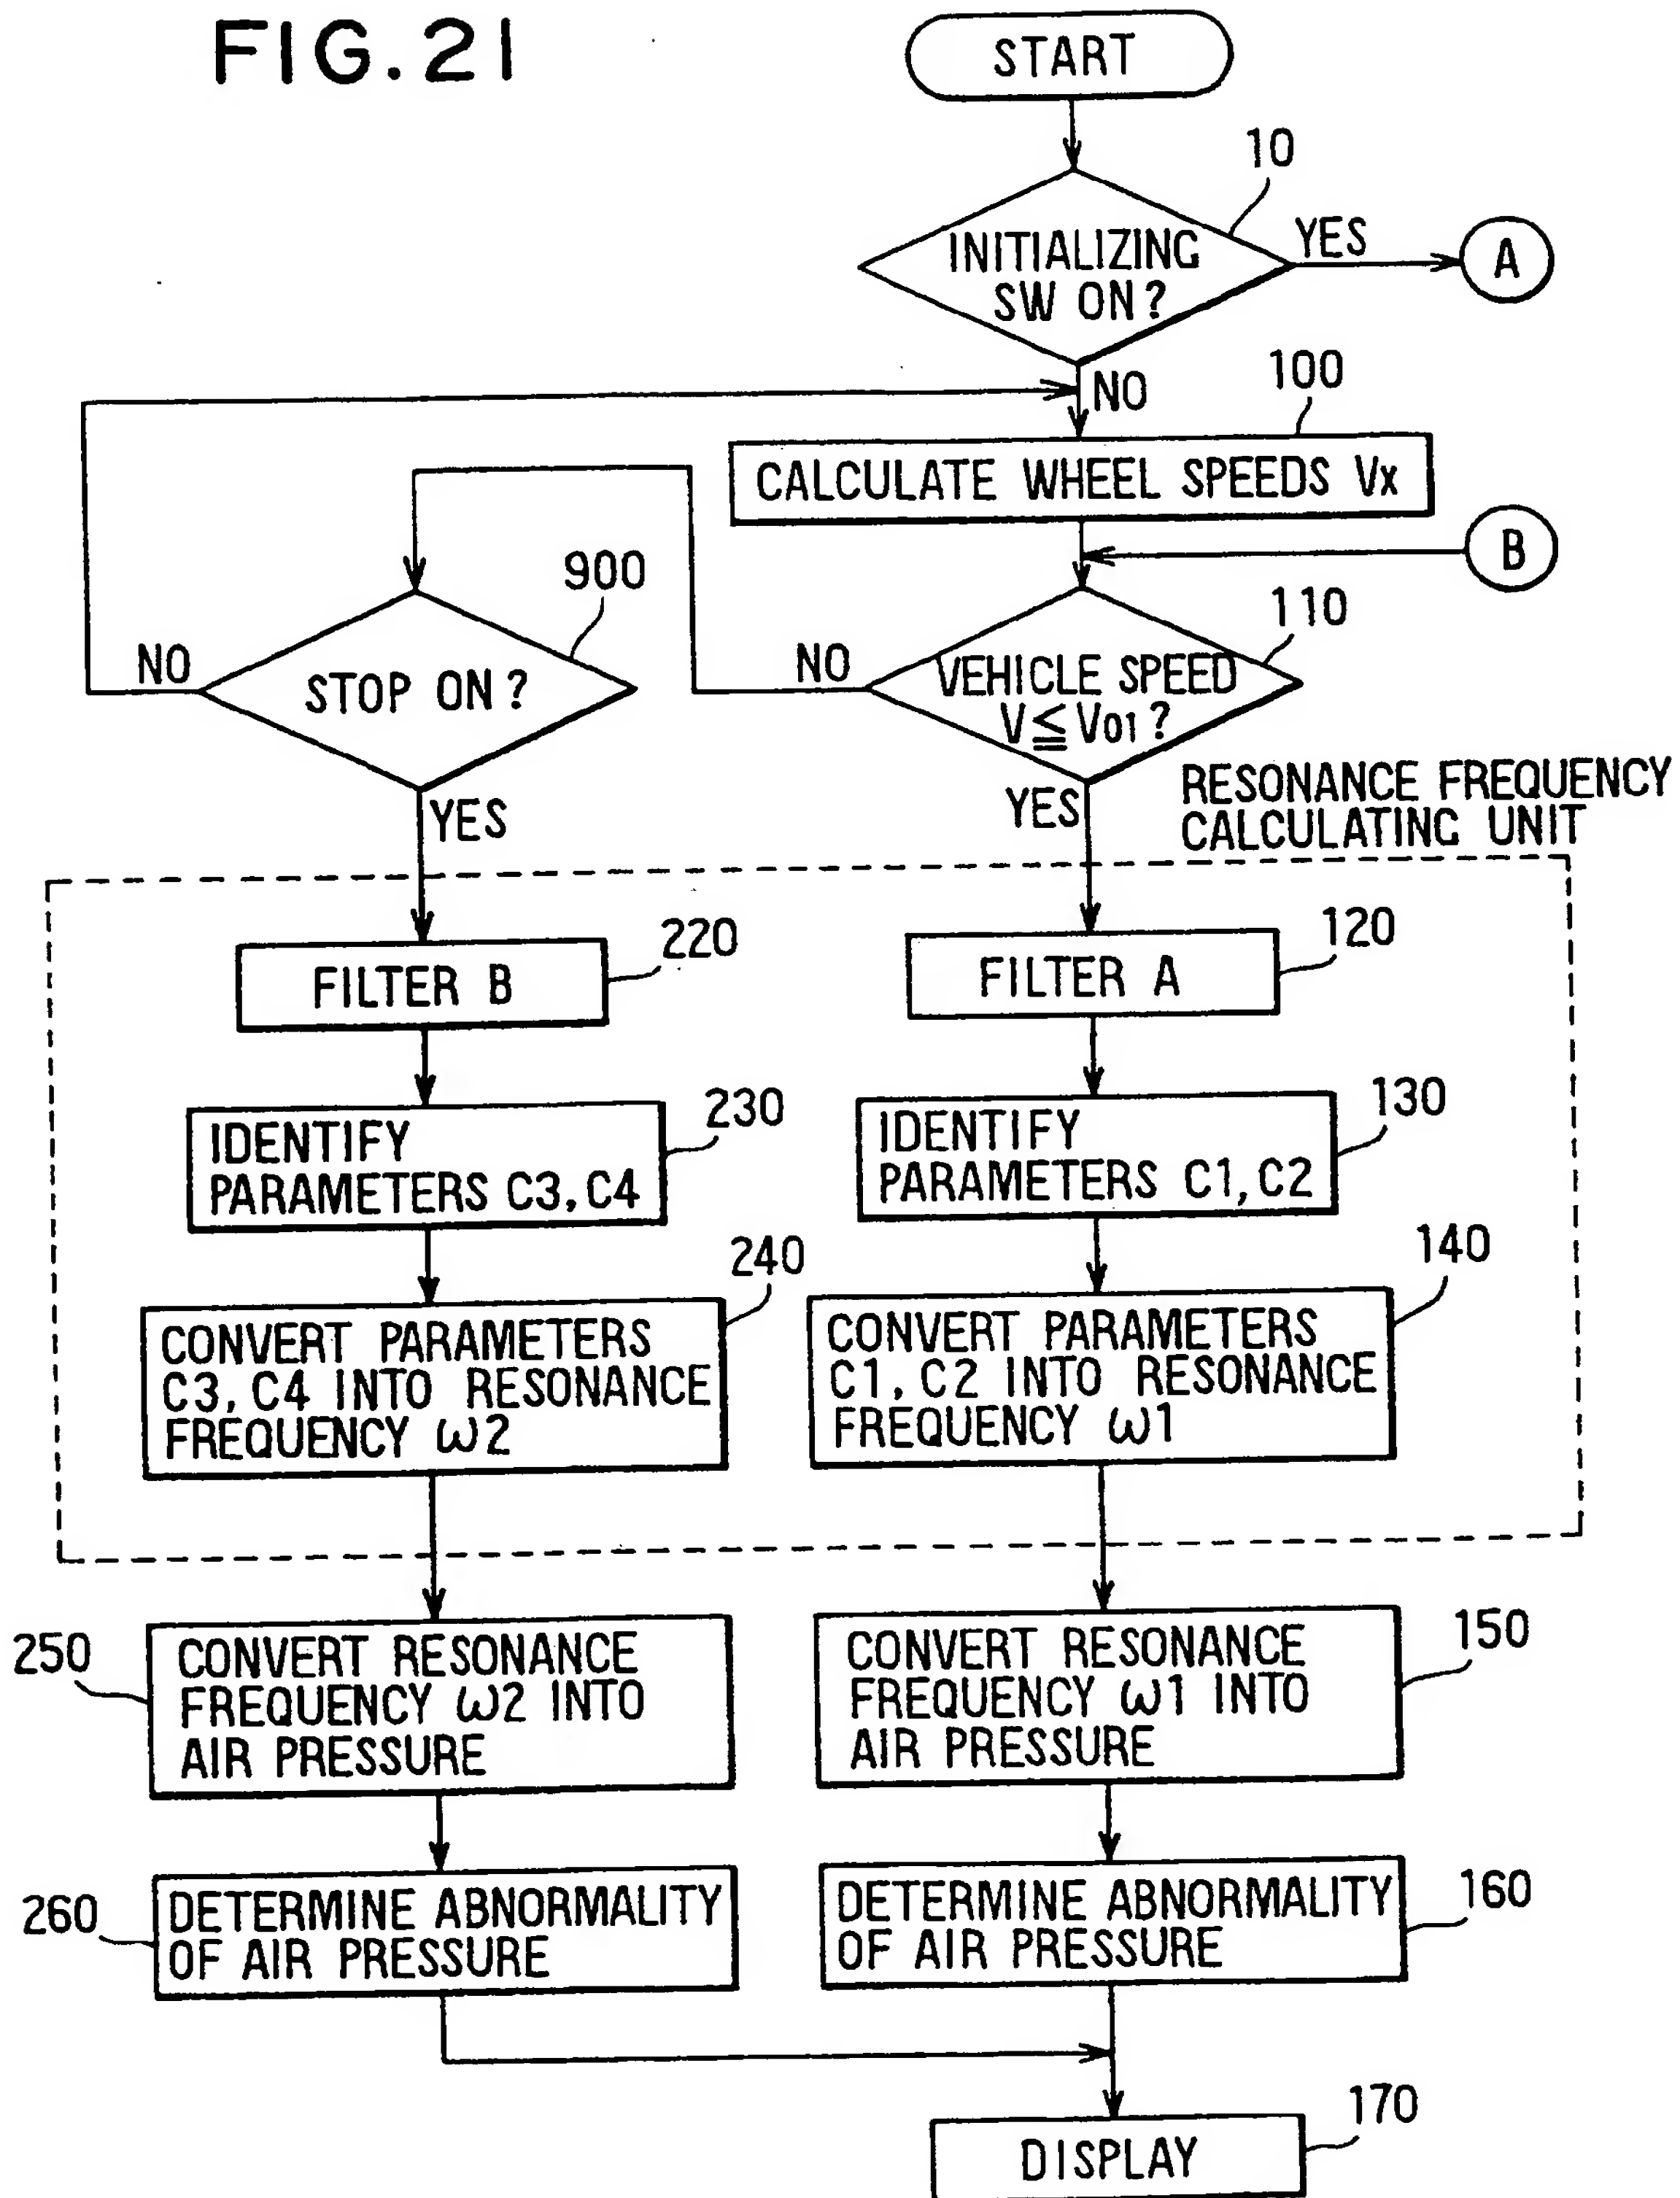 FIG.21
START
10
INITIALIZING
SW ON?
YES
A
NO
100
CALCULATE WHEEL SPEEDS Vx
B
900
110
NO
STOP ON?
NO
VEHICLE SPEED
V≦V01?
YES
YES
RESONANCE FREQUENCY
CALCULATING UNIT
220
FILTER B
120
FILTER A
230
IDENTIFY
PARAMETERS C3,C4
130
IDENTIFY
PARAMETERS C1,C2
240
CONVERT PARAMETERS
C3,C4 INTO RESONANCE
FREQUENCY ω2
140
CONVERT PARAMETERS
C1,C2 INTO RESONANCE
FREQUENCY ω1
250
CONVERT RESONANCE
FREQUENCY ω2 INTO
AIR PRESSURE
150
CONVERT RESONANCE
FREQUENCY ω1 INTO
AIR PRESSURE
260
DETERMINE ABNORMALITY
OF AIR PRESSURE
160
DETERMINE ABNORMALITY
OF AIR PRESSURE
170
DISPLAY